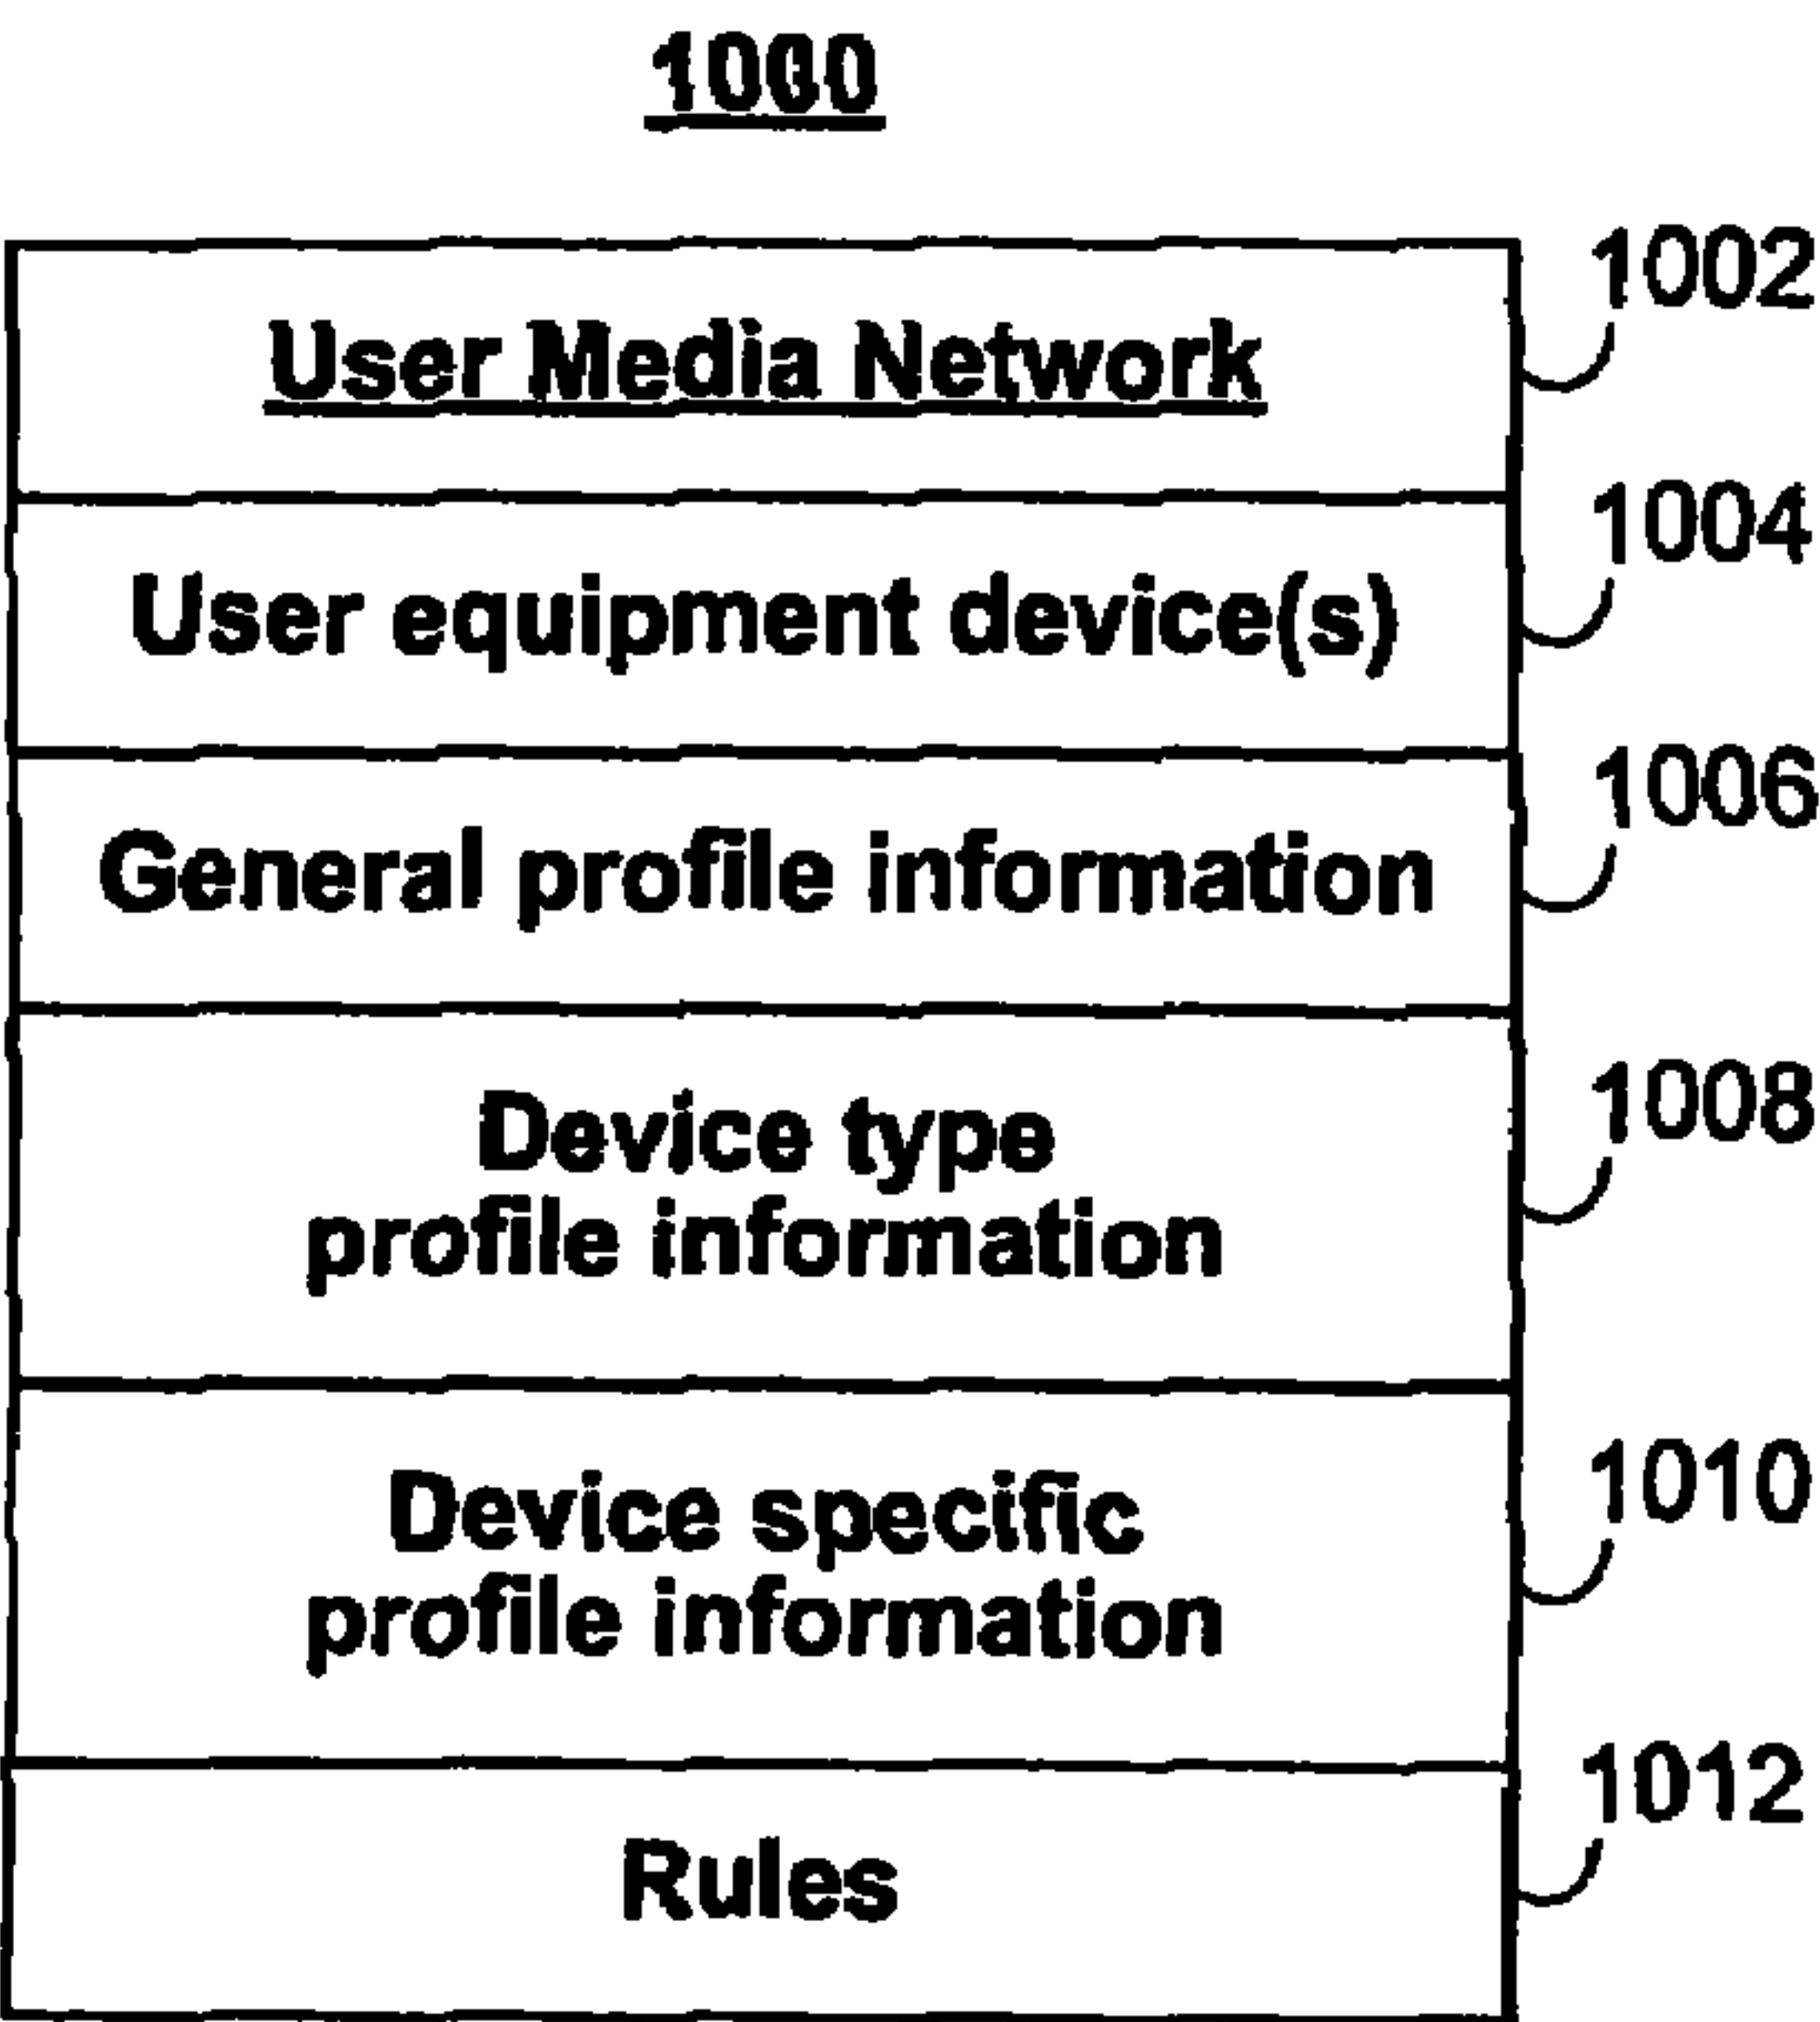 1000
1002
User Media Network
1004
User equipment device(s)
1006
General profile information
1008
Device type
profile information
1010
Device specific
profile information
1012
Rules